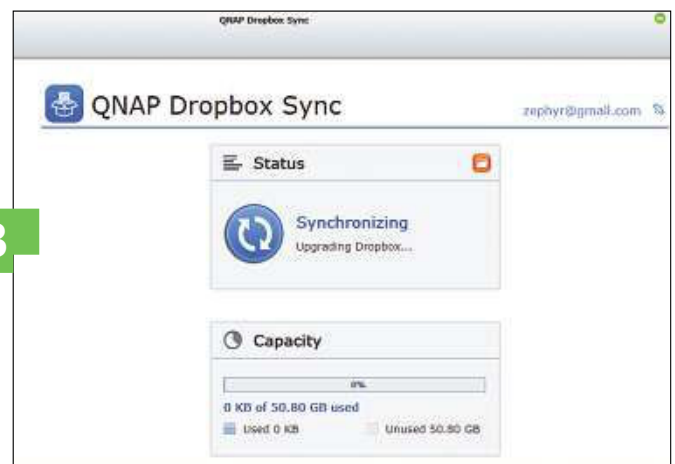 QNAP Dropbox Sync
QNAP Dropbox Sync
zephyr@gmail.com
Status
Synchronizing
Upgrading Dropbox...
3
Capacity
0%
0 KB of 50.80 GB used
Used 0 KB
Unused 50.80 GB